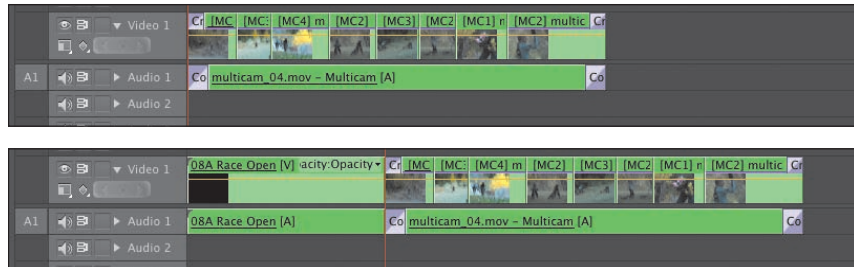 Video 1 Cr [MC [MC: [MC4] m [MC2] [MC3] [MC2 [MC1] r [MC2] multic Cr
A1 Audio 1 Co multicam_04.mov – Multicam [A] Co
Audio 2
Video 1 08A Race Open [V] acity:Opacity Cr [MC [MC: [MC4] m [MC2] [MC3] [MC2 [MC1] r [MC2] multic Cr
A1 Audio 1 08A Race Open [A] Co multicam_04.mov – Multicam [A] Co
Audio 2